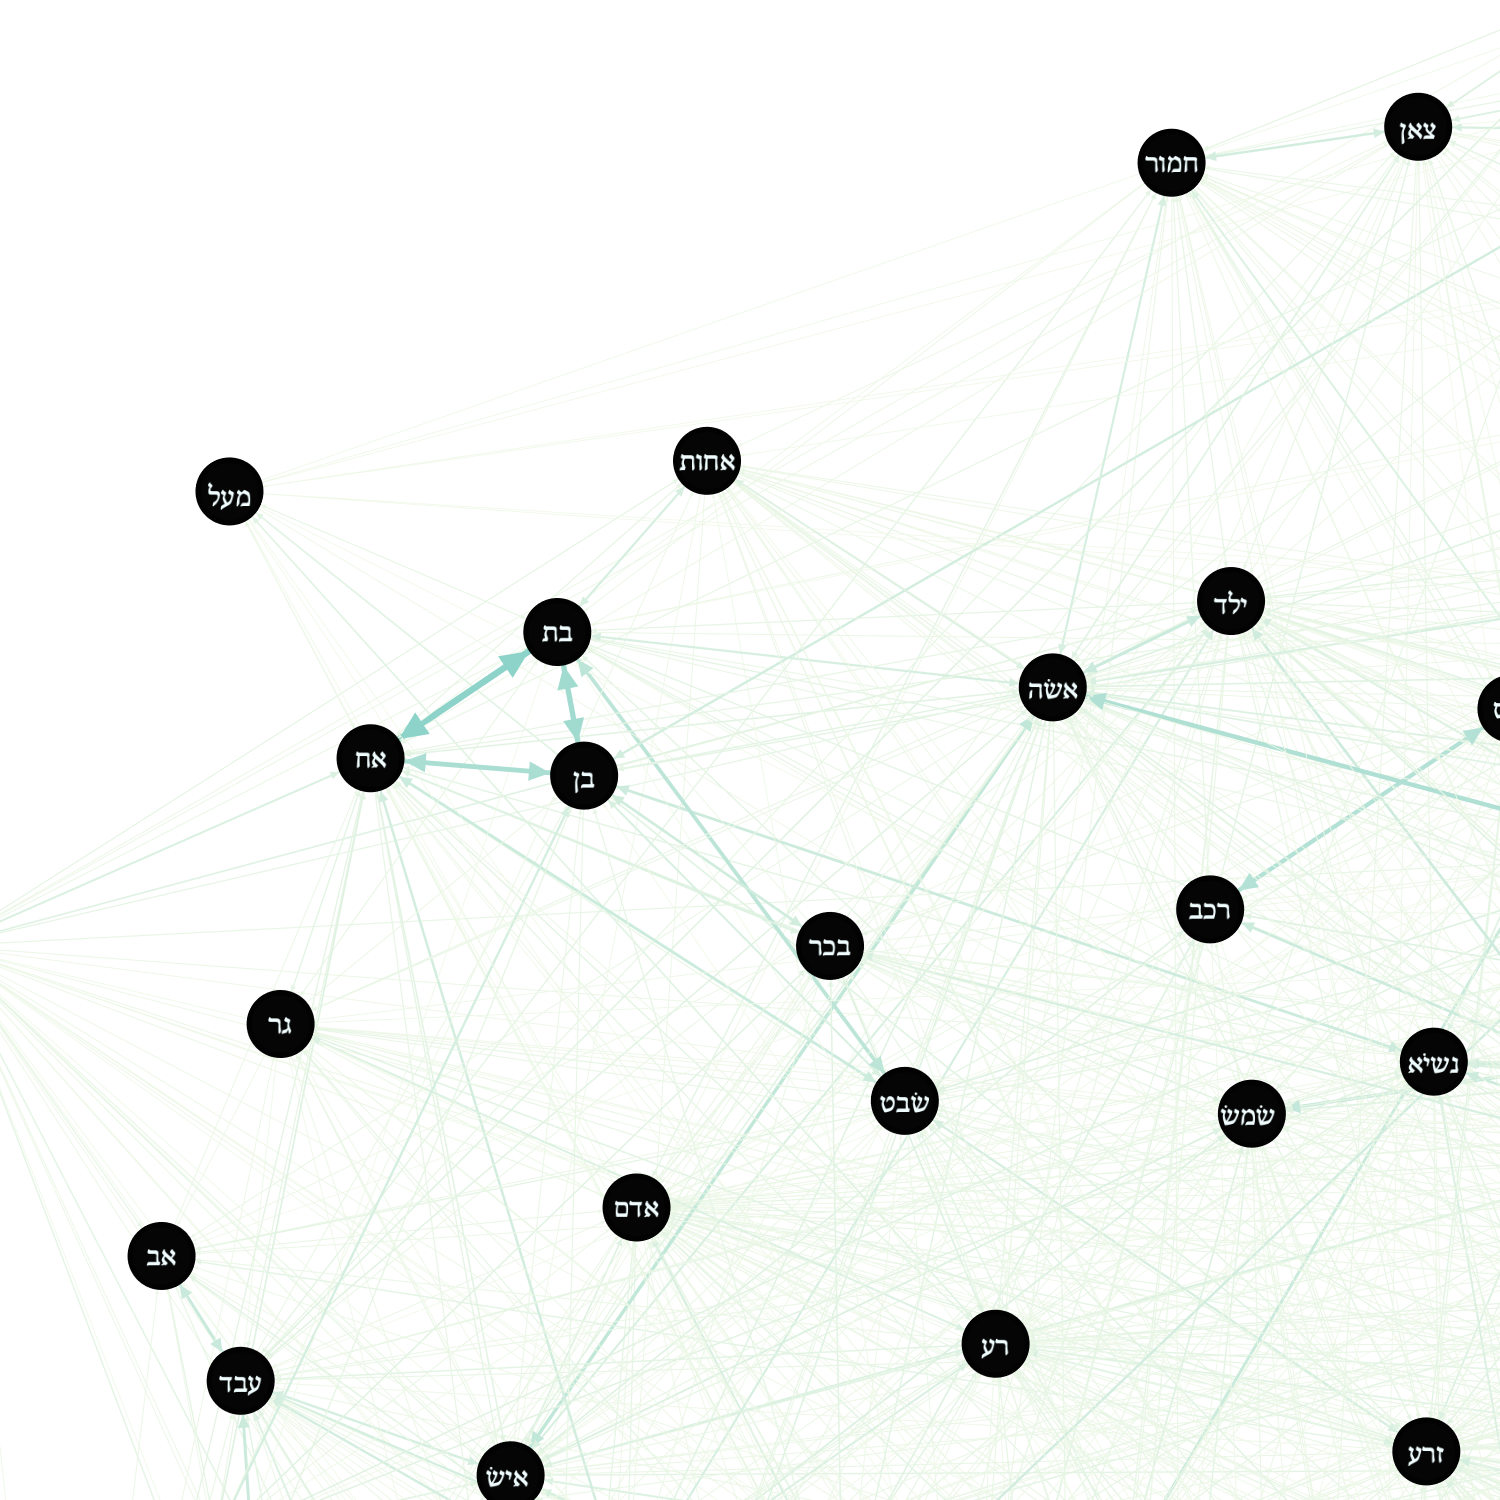 צאן
חמור
אחות
מעל
ילד
בת
אשׂה
אח
בן
רכב
בכר
גר
נשׂיא
שׂבט
שׂמשׂ
אדם
אב
רע
עבד
זרע
אישׂ